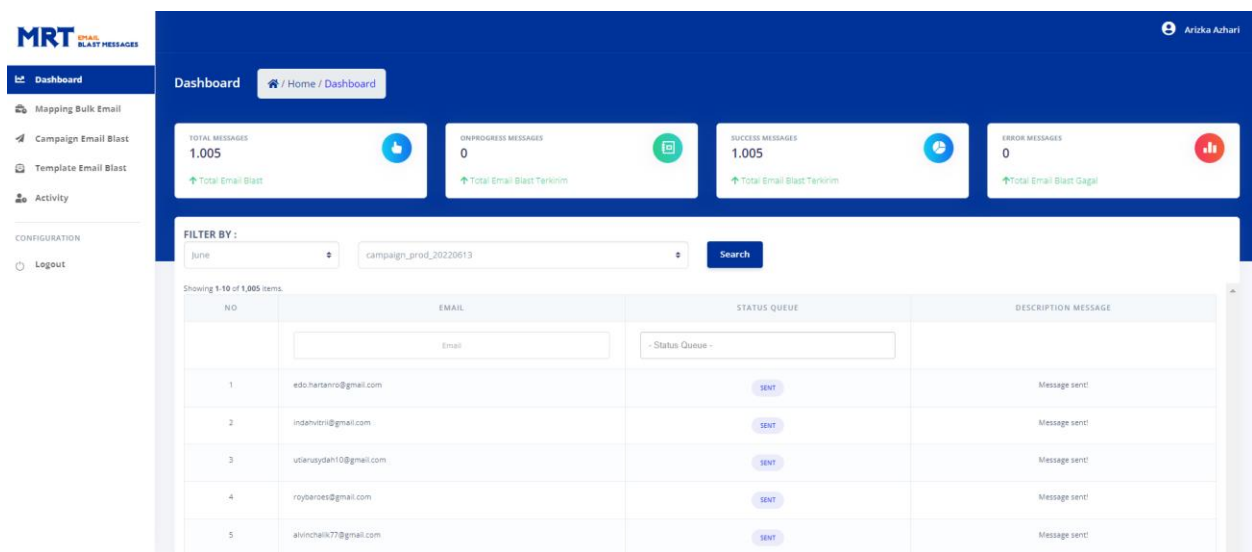 MRT EMAIL BLAST MESSAGES
Arizka Azhari
Dashboard
Mapping Bulk Email
Campaign Email Blast
Template Email Blast
Activity
CONFIGURATION
Logout
Dashboard
/ Home / Dashboard
TOTAL MESSAGES
1.005
Total Email Blast
ONPROGRESS MESSAGES
0
Total Email Blast Terkirim
SUCCESS MESSAGES
1.005
Total Email Blast Terkirim
ERROR MESSAGES
0
Total Email Blast Gagal
FILTER BY :
June
campaign_prod_20220613
Search
Showing 1-10 of 1,005 items.
NO EMAIL STATUS QUEUE DESCRIPTION MESSAGE
Email - Status Queue -
1 edo.hartanro@gmail.com SENT Message sent!
2 indahvitrii@gmail.com SENT Message sent!
3 utiarusydah10@gmail.com SENT Message sent!
4 roybaroes@gmail.com SENT Message sent!
5 alvinchalik77@gmail.com SENT Message sent!